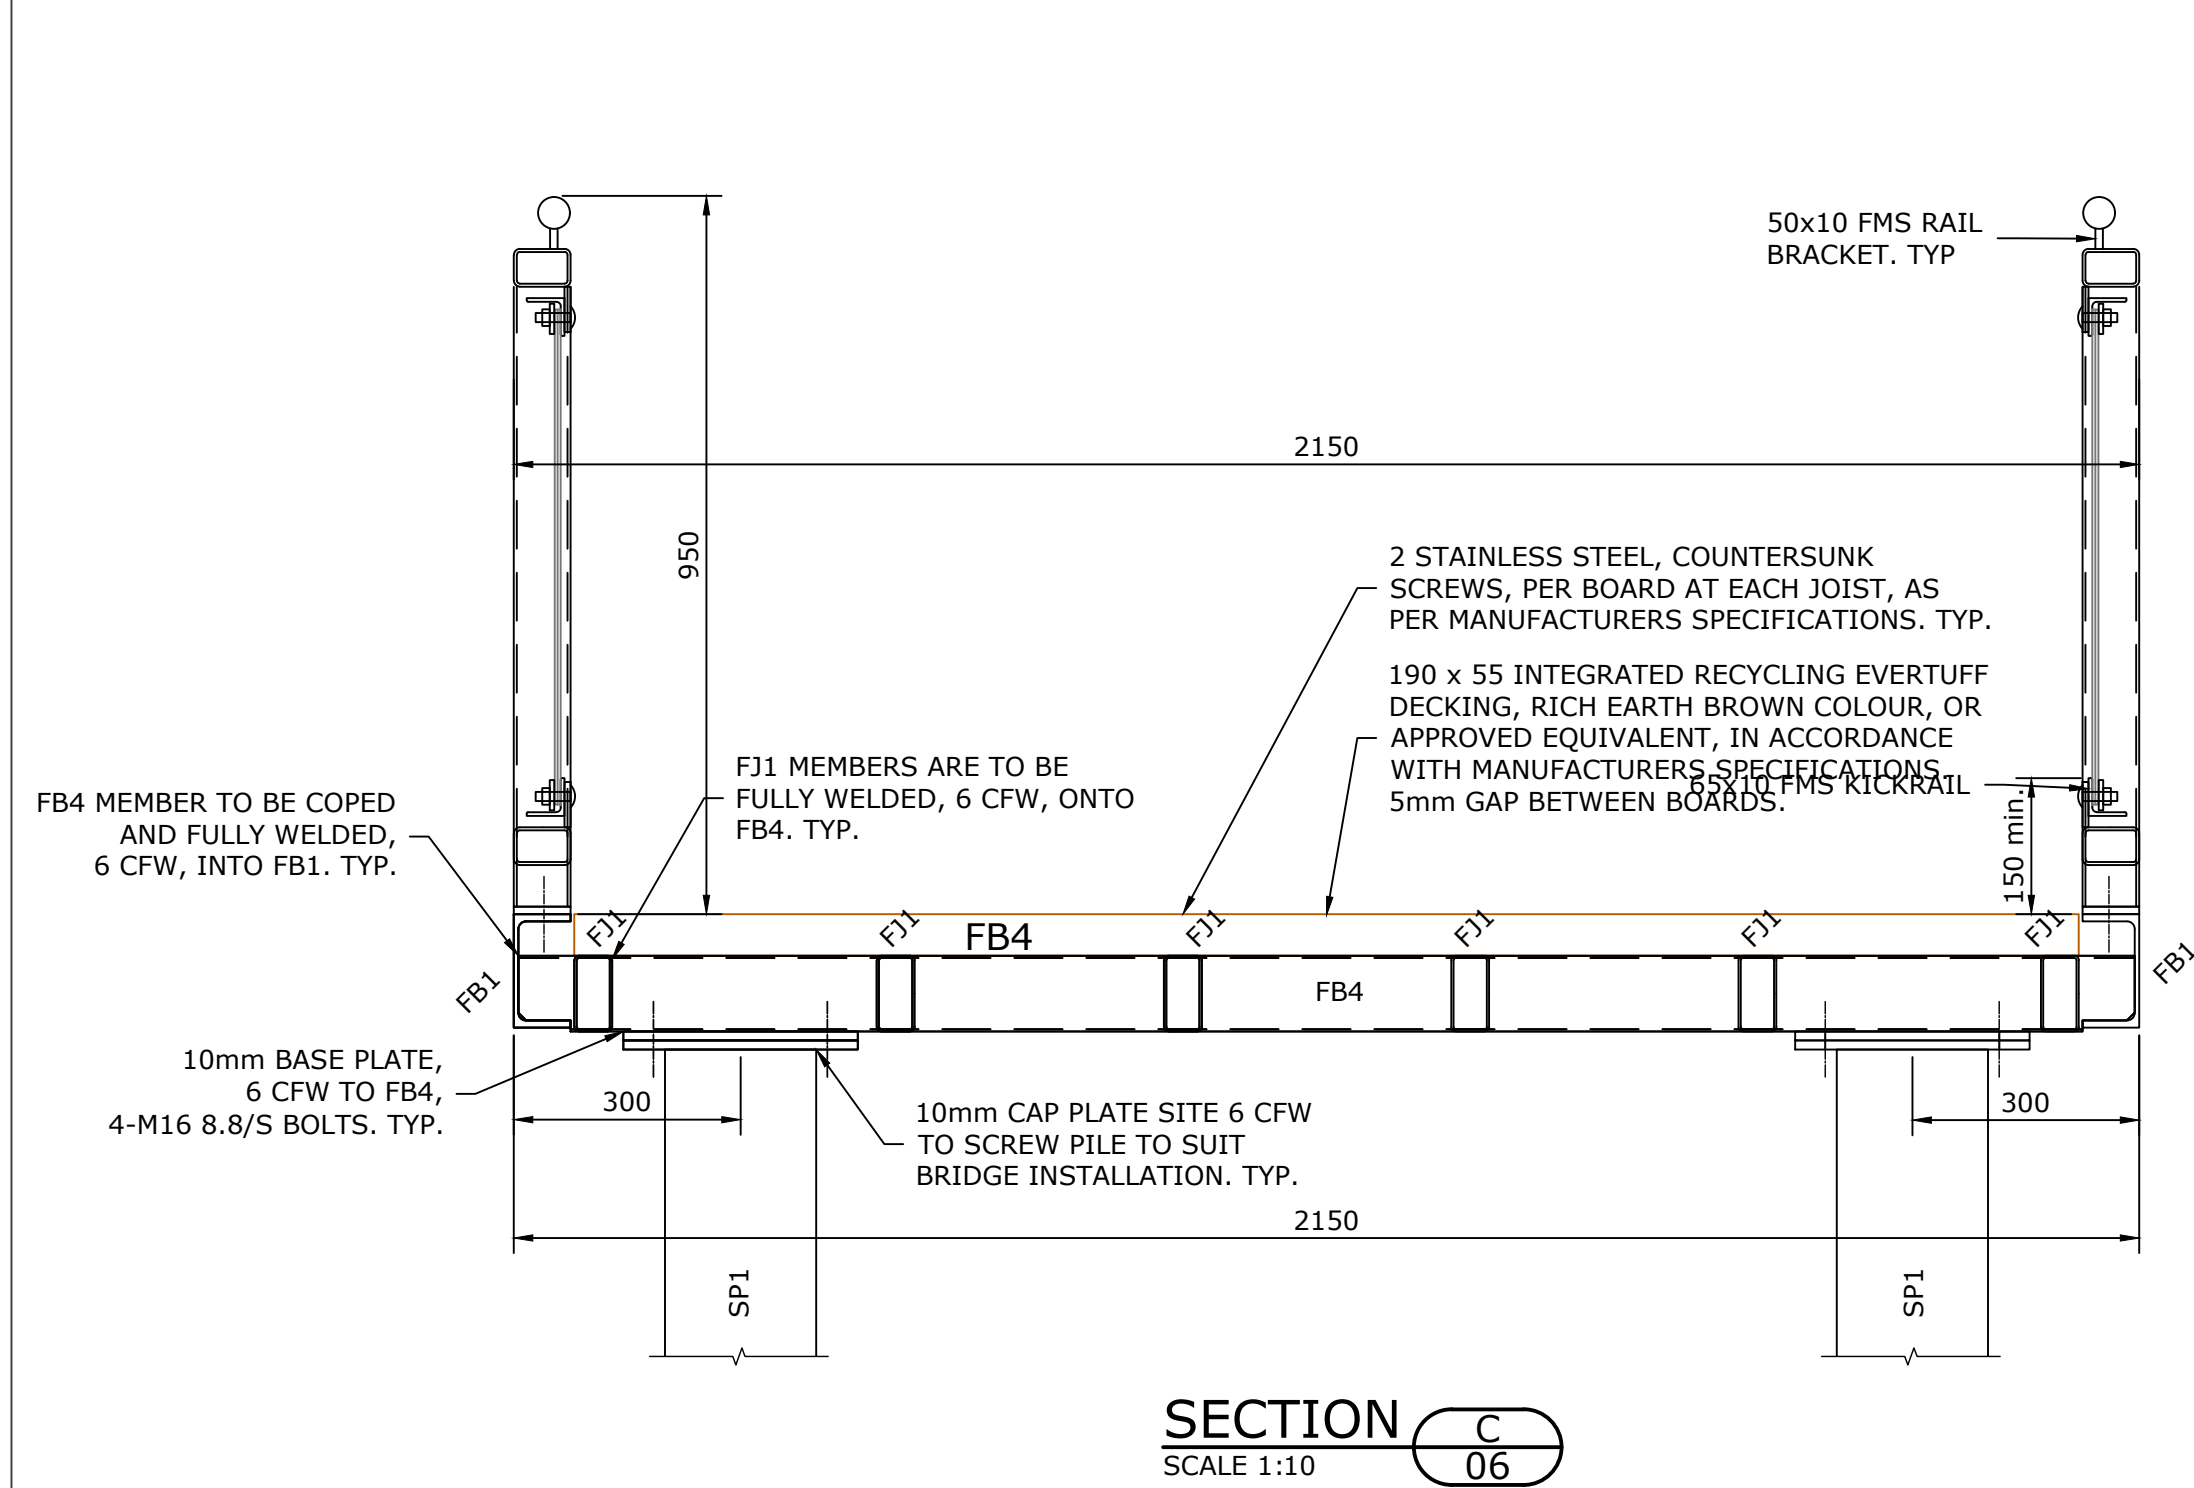 50x10 FMS RAIL
BRACKET. TYP
2150
950
2 STAINLESS STEEL, COUNTERSUNK
SCREWS, PER BOARD AT EACH JOIST, AS
PER MANUFACTURERS SPECIFICATIONS. TYP.
190 x 55 INTEGRATED RECYCLING EVERTUFF
DECKING, RICH EARTH BROWN COLOUR, OR
APPROVED EQUIVALENT, IN ACCORDANCE
WITH MANUFACTURERS SPECIFICATIONS.
5mm GAP BETWEEN BOARDS.
65x10 FMS KICKRAIL
150 min.
FJ1 MEMBERS ARE TO BE
FULLY WELDED, 6 CFW, ONTO
FB4. TYP.
FB4 MEMBER TO BE COPED
AND FULLY WELDED,
6 CFW, INTO FB1. TYP.
FJ1
FJ1
FB4
FJ1
FJ1
FJ1
FJ1
FB1
FB4
FB1
10mm BASE PLATE,
6 CFW TO FB4,
4-M16 8.8/S BOLTS. TYP.
300
10mm CAP PLATE SITE 6 CFW
TO SCREW PILE TO SUIT
BRIDGE INSTALLATION. TYP.
300
2150
SP1
SP1
SECTION
SCALE 1:10
C
06